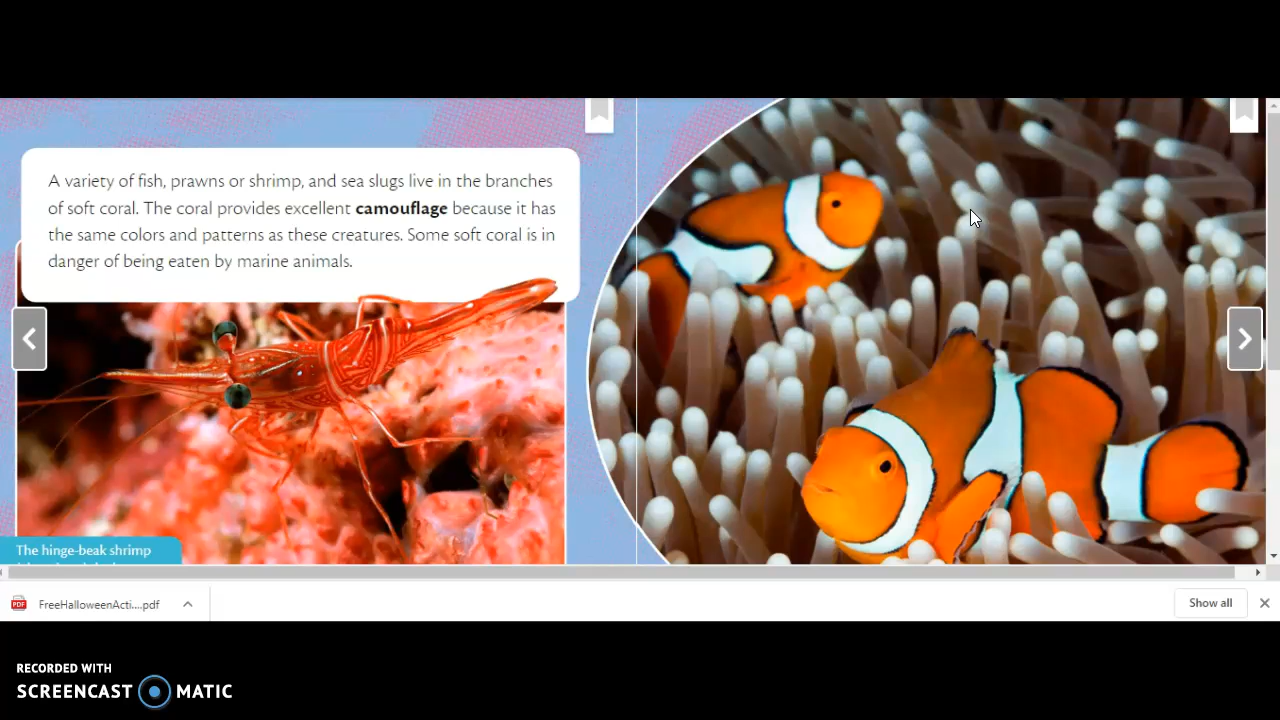 A variety of fish, prawns or shrimp, and sea slugs live in the branches
of soft coral. The coral provides excellent camouflage because it has
the same colors and patterns as these creatures. Some soft coral is in
danger of being eaten by marine animals.
The hinge-beak shrimp
FreeHalloweenActi....pdf
Show all
RECORDED WITH
SCREENCAST MATIC